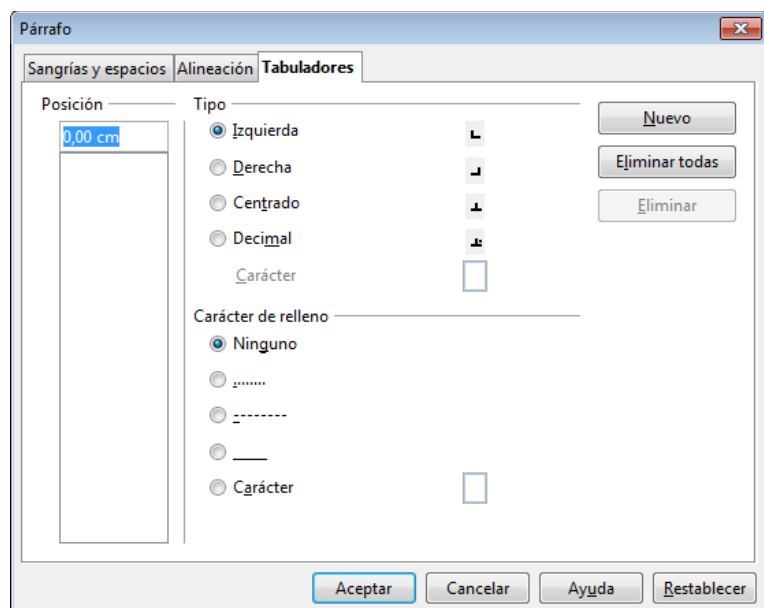 Párrafo
Sangrías y espacios Alineación Tabuladores
Posición
0,00 cm
Tipo
Izquierda
Derecha
Centrado
Decimal
Carácter
Carácter de relleno
Ninguno
........
--------
____
Carácter
Nuevo
Eliminar todas
Eliminar
Aceptar Cancelar Ayuda Restablecer